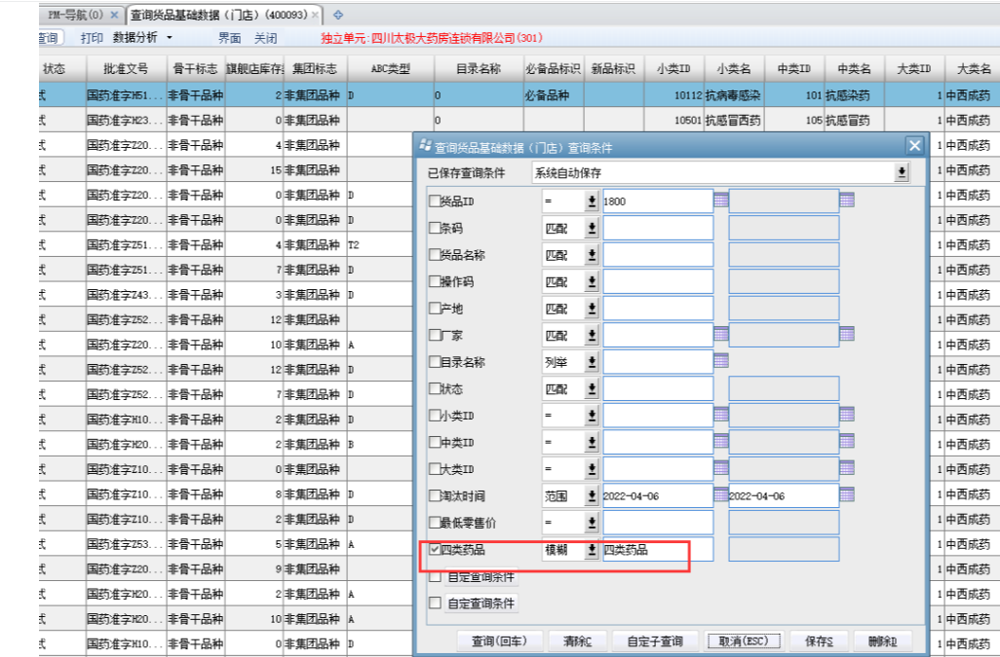 PM-导航(0) × 查询货品基础数据（门店）(400093) ×
查询 打印 数据分析 界面 关闭 独立单元:四川太极大药房连锁有限公司(301)
状态 批准文号 骨干标志 旗舰店库存 集团标志 ABC类型 目录名称 必备品标识 新品标识 小类ID 小类名 中类ID 中类名 大类ID 大类名
式 国药准字H51... 非骨干品种 2 非集团品种 D 0 必备品种 10112 抗病毒感染 101 抗感染药 1 中西成药
式 国药准字H23... 非骨干品种 0 非集团品种 0 10501 抗感冒西药 105 抗感冒药 1 中西成药
式 国药准字Z20... 非骨干品种 4 非集团品种 1 中西成药
式 国药准字Z20... 非骨干品种 15 非集团品种 1 中西成药
式 国药准字Z20... 非骨干品种 0 非集团品种 D 1 中西成药
式 国药准字Z20... 非骨干品种 0 非集团品种 D 1 中西成药
式 国药准字Z51... 非骨干品种 4 非集团品种 T2 1 中西成药
式 国药准字Z51... 非骨干品种 7 非集团品种 D 1 中西成药
式 国药准字Z43... 非骨干品种 3 非集团品种 D 1 中西成药
式 国药准字Z52... 非骨干品种 12 非集团品种 1 中西成药
式 国药准字Z20... 非骨干品种 10 非集团品种 A 1 中西成药
式 国药准字Z52... 非骨干品种 12 非集团品种 D 1 中西成药
式 国药准字Z52... 非骨干品种 7 非集团品种 D 1 中西成药
式 国药准字H10... 非骨干品种 2 非集团品种 D 1 中西成药
式 国药准字H20... 非骨干品种 2 非集团品种 B 1 中西成药
式 国药准字Z10... 非骨干品种 0 非集团品种 1 中西成药
式 国药准字Z10... 非骨干品种 8 非集团品种 D 1 中西成药
式 国药准字Z10... 非骨干品种 2 非集团品种 D 1 中西成药
式 国药准字Z53... 非骨干品种 5 非集团品种 A 1 中西成药
式 国药准字Z20... 非骨干品种 9 非集团品种 1 中西成药
式 国药准字H20... 非骨干品种 2 非集团品种 A 1 中西成药
式 国药准字H20... 非骨干品种 10 非集团品种 A 1 中西成药
式 国药准字H10... 非骨干品种 0 非集团品种 D 1 中西成药
查询货品基础数据（门店）查询条件
已保存查询条件 系统自动保存
货品ID = 1800
条码 匹配
货品名称 匹配
操作码 匹配
产地 匹配
厂家 匹配
目录名称 列举
状态 匹配
小类ID =
中类ID =
大类ID =
淘汰时间 范围 2022-04-06 2022-04-06
最低零售价 =
四类药品 模糊 四类药品
自定查询条件
自定查询条件
查询(回车) 清除C 自定子查询 取消(ESC) 保存S 删除D